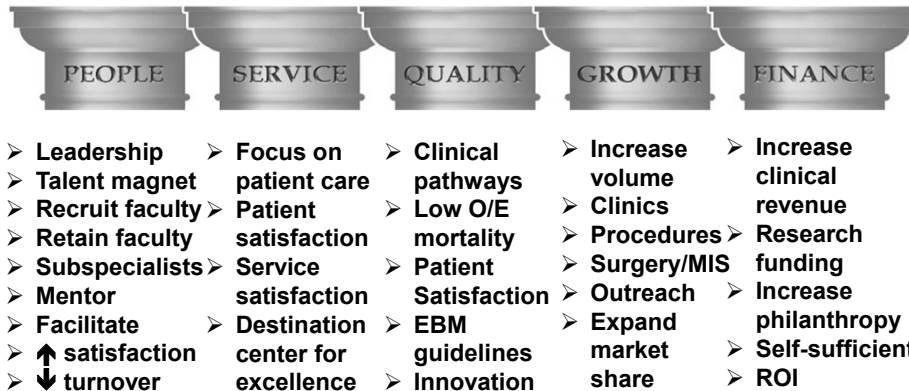 PEOPLE
SERVICE
QUALITY
GROWTH
FINANCE
➢ Leadership
➢ Talent magnet
➢ Recruit faculty
➢ Retain faculty
➢ Subspecialists
➢ Mentor
➢ Facilitate
➢ ↑ satisfaction
➢ ↓ turnover
➢ Focus on
patient care
➢ Patient
satisfaction
➢ Service
satisfaction
➢ Destination
center for
excellence
➢ Clinical
pathways
➢ Low O/E
mortality
➢ Patient
Satisfaction
➢ EBM
guidelines
➢ Innovation
➢ Increase
volume
➢ Clinics
➢ Procedures
➢ Surgery/MIS
➢ Outreach
➢ Expand
market
share
➢ Increase
clinical
revenue
➢ Research
funding
➢ Increase
philanthropy
➢ Self-sufficient
➢ ROI